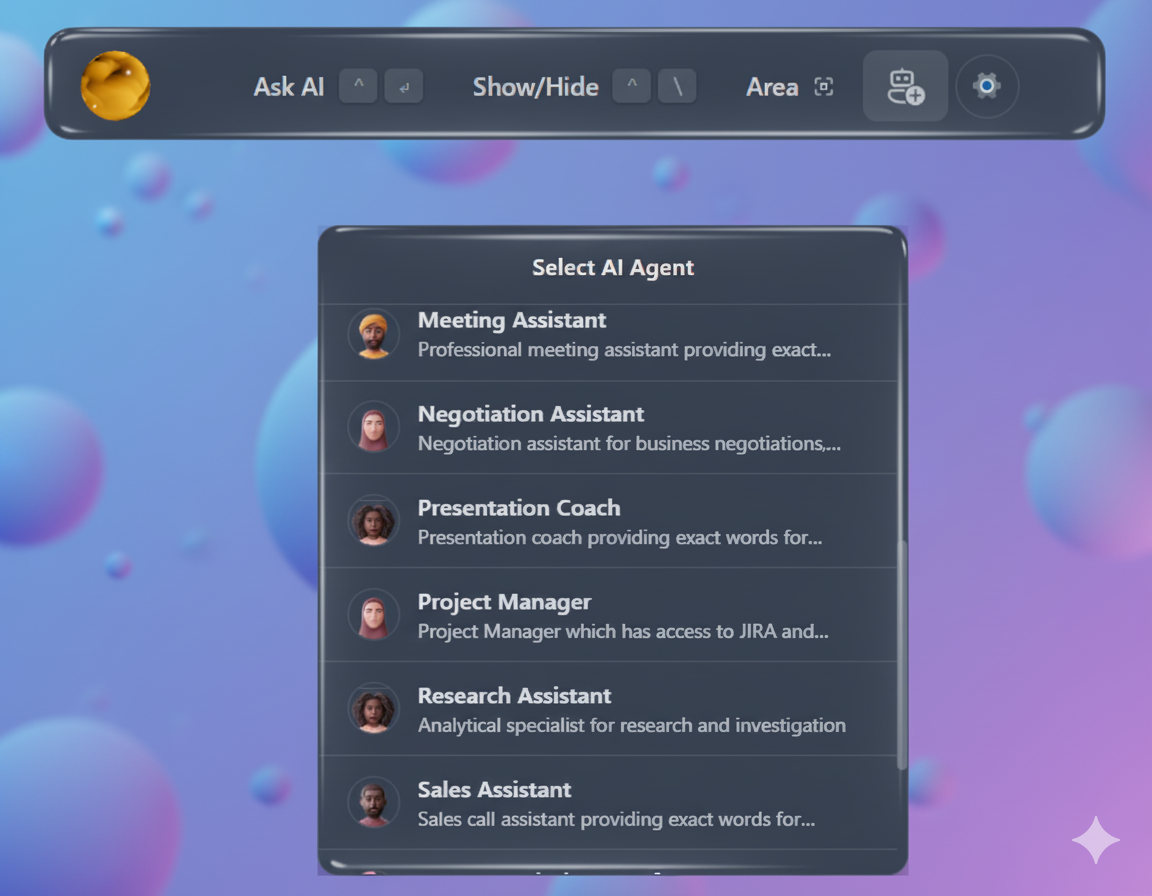 Ask AI ^ ↵ Show/Hide ^ \ Area
Select AI Agent
Meeting Assistant
Professional meeting assistant providing exact...
Negotiation Assistant
Negotiation assistant for business negotiations,...
Presentation Coach
Presentation coach providing exact words for...
Project Manager
Project Manager which has access to JIRA and...
Research Assistant
Analytical specialist for research and investigation
Sales Assistant
Sales call assistant providing exact words for...